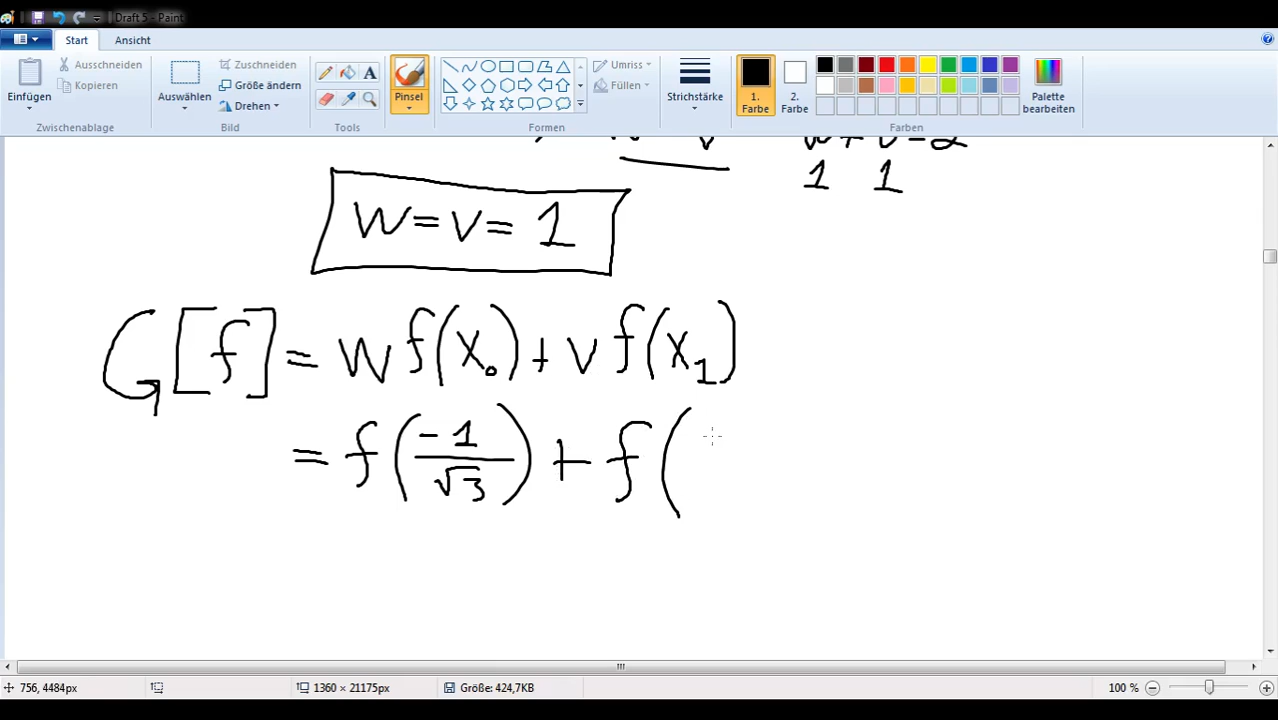 Draft 5 - Paint
Start Ansicht
Einfügen
Ausschneiden
Kopieren
Zwischenablage
Auswählen
Zuschneiden
Größe ändern
Drehen
Bild
A
Tools
Pinsel
Umriss
Füllen
Formen
Strichstärke
1.
Farbe
2.
Farbe
Palette
bearbeiten
Farben
w + v = 2
1 1
w = v = 1
G[f] = w f(x₀) + v f(x₁)
= f(-1/√3) + f(
756, 4484px
1360 × 21175px
Größe: 424,7KB
100 %